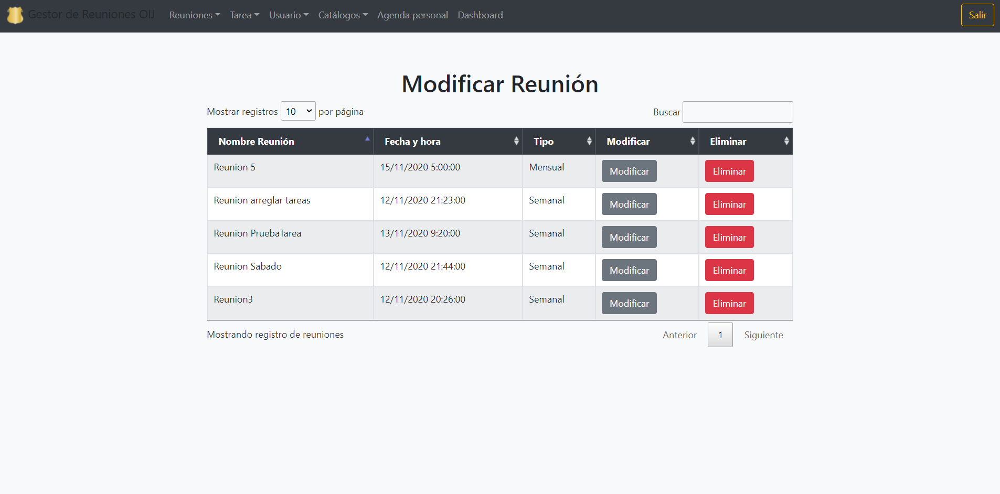 Gestor de Reuniones OIJ Reuniones Tarea Usuario Catálogos Agenda personal Dashboard Salir
Modificar Reunión
Mostrar registros 10 por página Buscar
Nombre Reunión Fecha y hora Tipo Modificar Eliminar
Reunion 5 15/11/2020 5:00:00 Mensual Modificar Eliminar
Reunion arreglar tareas 12/11/2020 21:23:00 Semanal Modificar Eliminar
Reunion PruebaTarea 13/11/2020 9:20:00 Semanal Modificar Eliminar
Reunion Sabado 12/11/2020 21:44:00 Semanal Modificar Eliminar
Reunion3 12/11/2020 20:26:00 Semanal Modificar Eliminar
Mostrando registro de reuniones Anterior 1 Siguiente